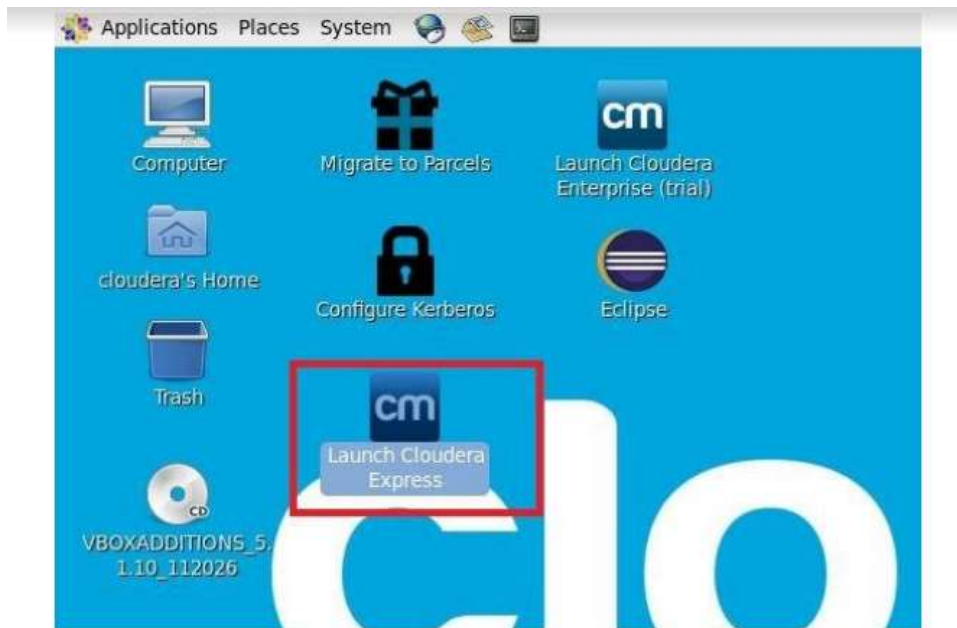 Applications Places System
cm
Computer
Migrate to Parcels
Launch Cloudera
Enterprise (trial)
cloudera's Home
Configure Kerberos
Eclipse
Trash
cm
Launch Cloudera
Express
CD
VBOXADDITIONS_5.
1.10_112026
clo